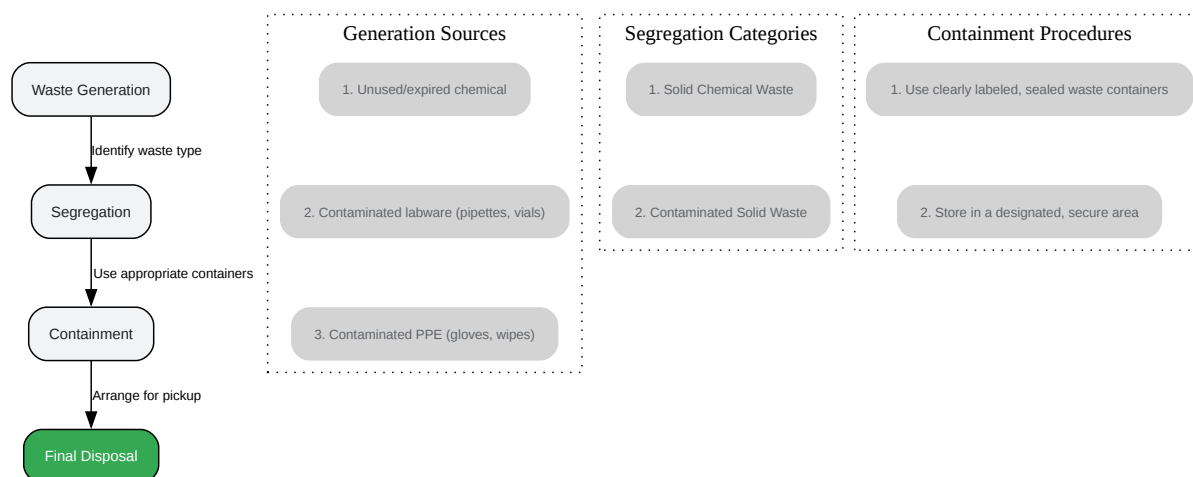 Waste Generation
Identify waste type
Segregation
Use appropriate containers
Containment
Arrange for pickup
Final Disposal
Generation Sources
1. Unused/expired chemical
2. Contaminated labware (pipettes, vials)
3. Contaminated PPE (gloves, wipes)
Segregation Categories
1. Solid Chemical Waste
2. Contaminated Solid Waste
Containment Procedures
1. Use clearly labeled, sealed waste containers
2. Store in a designated, secure area